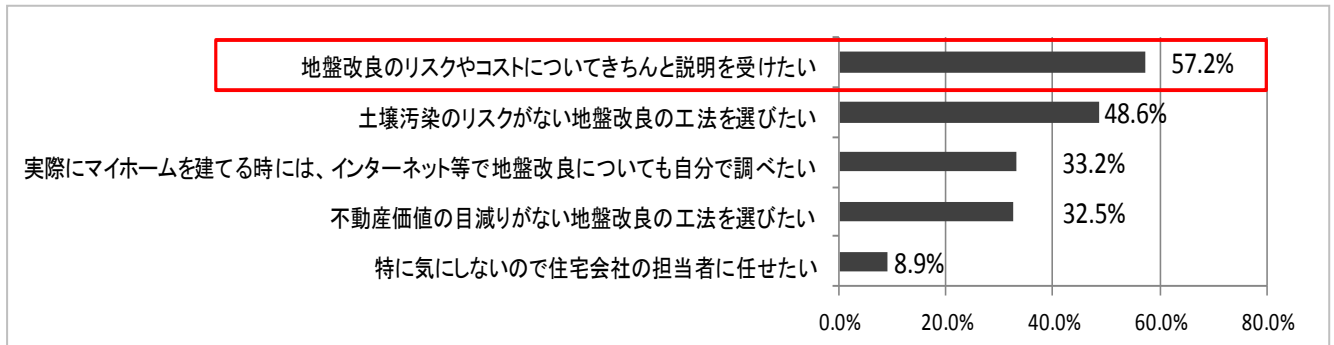 地盤改良のリスクやコストについてきちんと説明を受けたい 57.2%
土壌汚染のリスクがない地盤改良の工法を選びたい 48.6%
実際にマイホームを建てる時には、インターネット等で地盤改良についても自分で調べたい 33.2%
不動産価値の目減りがない地盤改良の工法を選びたい 32.5%
特に気にしないので住宅会社の担当者に任せたい 8.9%
0.0% 20.0% 40.0% 60.0% 80.0%